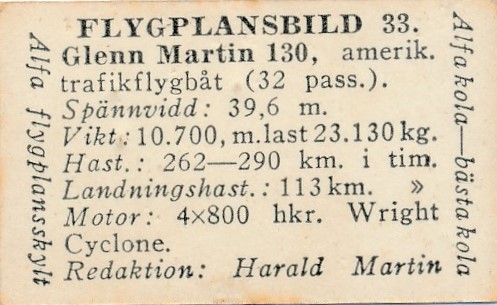 FLYGPLANSBILD 33.
Glenn Martin 130, amerik.
trafikflygbåt (32 pass.).
Spännvidd: 39,6 m.
Vikt: 10.700, m.last 23.130 kg.
Hast.: 262—290 km. i tim.
Landningshast.: 113 km. »
Motor: 4×800 hkr. Wright
Cyclone.
Redaktion: Harald Martin
Alfa flygplansskylt
Alfa kola—bästa kola